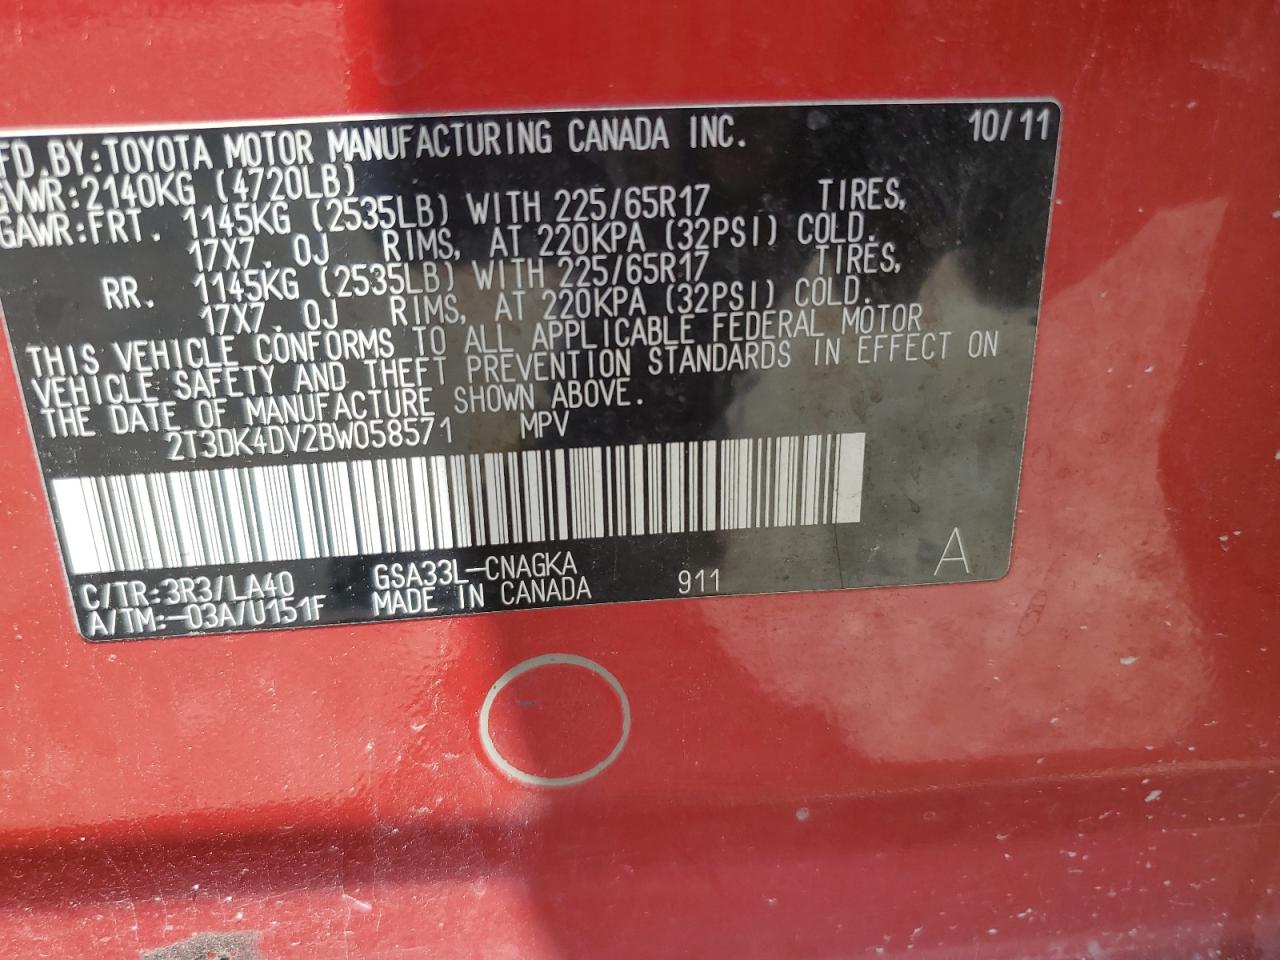 FD. BY: TOYOTA MOTOR MANUFACTURING CANADA INC. 10/11
GVWR: 2140KG (4720LB)
GAWR: FRT. 1145KG (2535LB) WITH 225/65R17 TIRES,
17X7. 0J RIMS, AT 220KPA (32PSI) COLD.
RR. 1145KG (2535LB) WITH 225/65R17 TIRES,
17X7. 0J RIMS, AT 220KPA (32PSI) COLD.
THIS VEHICLE CONFORMS TO ALL APPLICABLE FEDERAL MOTOR
VEHICLE SAFETY AND THEFT PREVENTION STANDARDS IN EFFECT ON
THE DATE OF MANUFACTURE SHOWN ABOVE.
2T3DK4DV2BW058571 MPV
C/TR: 3R3/LA40 GSA33L-CNAGKA
A/TM: -03A/U151F MADE IN CANADA 911 A